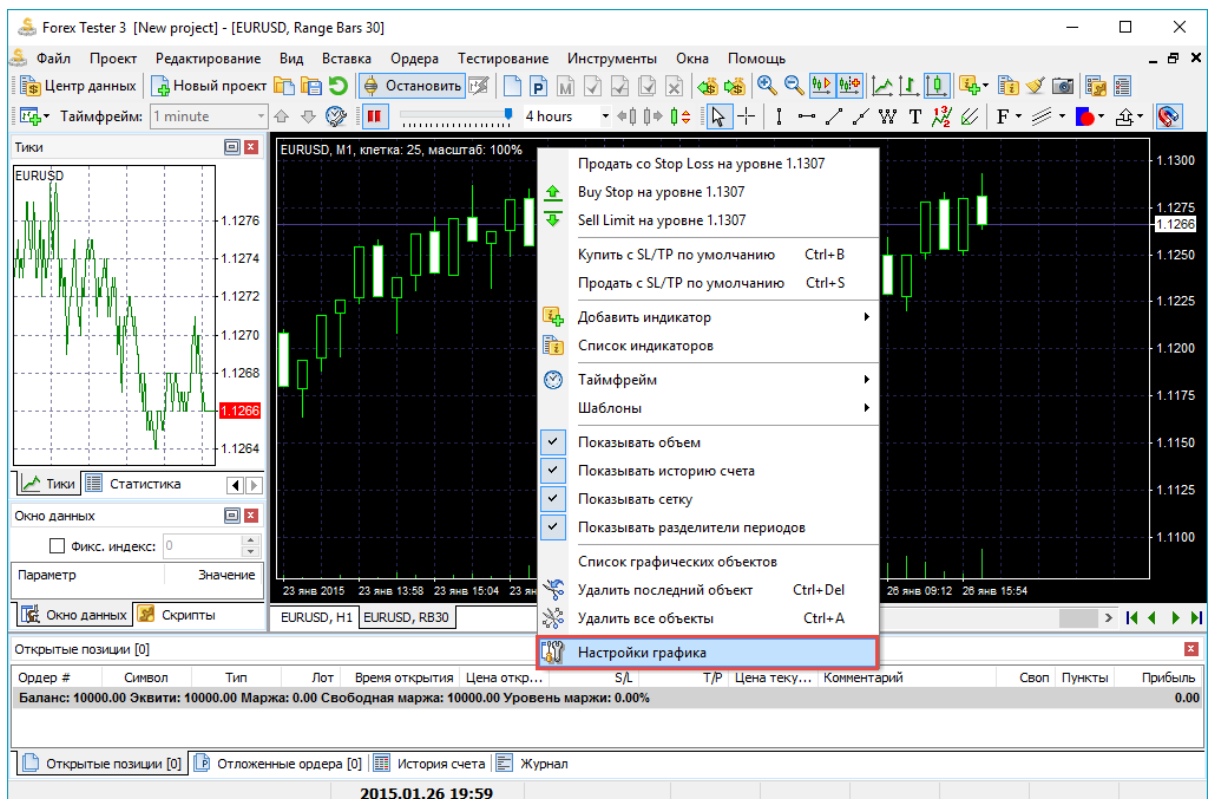 Forex Tester 3 [New project] - [EURUSD, Range Bars 30]
Файл Проект Редактирование Вид Вставка Ордера Тестирование Инструменты Окна Помощь
Центр данных Новый проект Остановить
Таймфрейм: 1 minute 4 hours
Тики
EURUSD
1.1276
1.1274
1.1272
1.1270
1.1268
1.1266
1.1264
Тики Статистика
Окно данных
Фикс. индекс: 0
Параметр Значение
Окно данных Скрипты
EURUSD, M1, клетка: 25, масштаб: 100%
1.1300
1.1275
1.1266
1.1250
1.1225
1.1200
1.1175
1.1150
1.1125
1.1100
23 янв 2015 23 янв 13:58 23 янв 15:04 23 ян 26 янв 09:12 26 янв 15:54
EURUSD, H1 EURUSD, RB30
Продать со Stop Loss на уровне 1.1307
Buy Stop на уровне 1.1307
Sell Limit на уровне 1.1307
Купить с SL/TP по умолчанию Ctrl+B
Продать с SL/TP по умолчанию Ctrl+S
Добавить индикатор
Список индикаторов
Таймфрейм
Шаблоны
Показывать объем
Показывать историю счета
Показывать сетку
Показывать разделители периодов
Список графических объектов
Удалить последний объект Ctrl+Del
Удалить все объекты Ctrl+A
Настройки графика
Открытые позиции [0]
Ордер # Символ Тип Лот Время открытия Цена откр... S/L T/P Цена теку... Комментарий Своп Пункты Прибыль
Баланс: 10000.00 Эквити: 10000.00 Маржа: 0.00 Свободная маржа: 10000.00 Уровень маржи: 0.00% 0.00
Открытые позиции [0] Отложенные ордера [0] История счета Журнал
2015.01.26 19:59